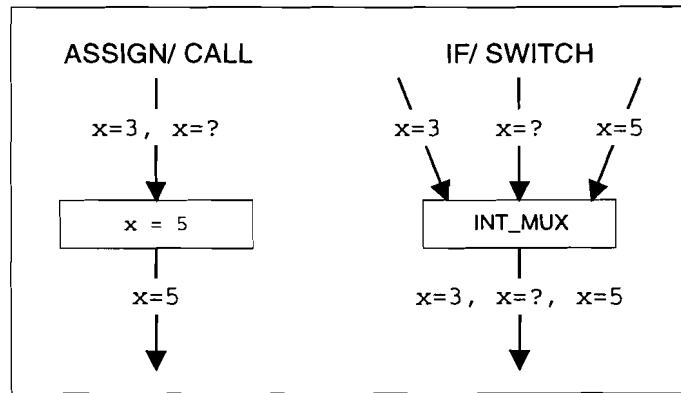 ASSIGN/ CALL
IF/ SWITCH
x=3, x=?
x=3
x=?
x=5
x = 5
INT_MUX
x=5
x=3, x=?, x=5